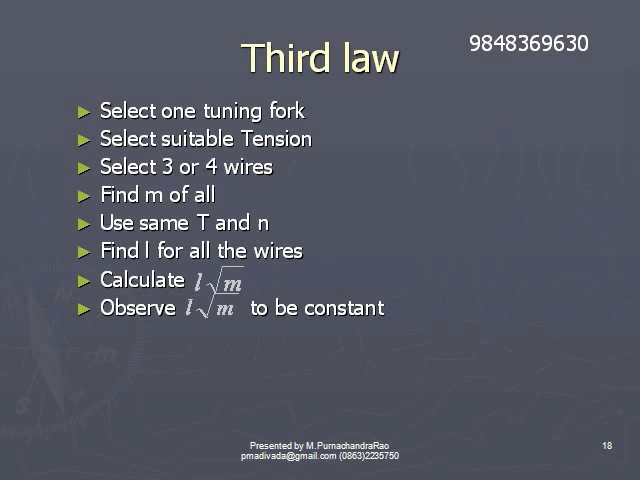 Third law
9848369630
► Select one tuning fork
► Select suitable Tension
► Select 3 or 4 wires
► Find m of all
► Use same T and n
► Find l for all the wires
► Calculate l√m
► Observe l√m to be constant
Presented by M.PurnachandraRao
pmadivada@gmail.com (0863)2235750
18